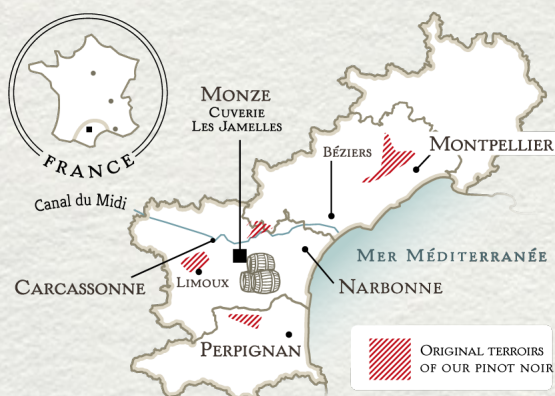 FRANCE
Canal du Midi
MONZE
CUVERIE
LES JAMELLES
BÉZIERS
MONTPELLIER
MER MÉDITERRANÉE
CARCASSONNE
LIMOUX
NARBONNE
PERPIGNAN
ORIGINAL TERROIRS
OF OUR PINOT NOIR